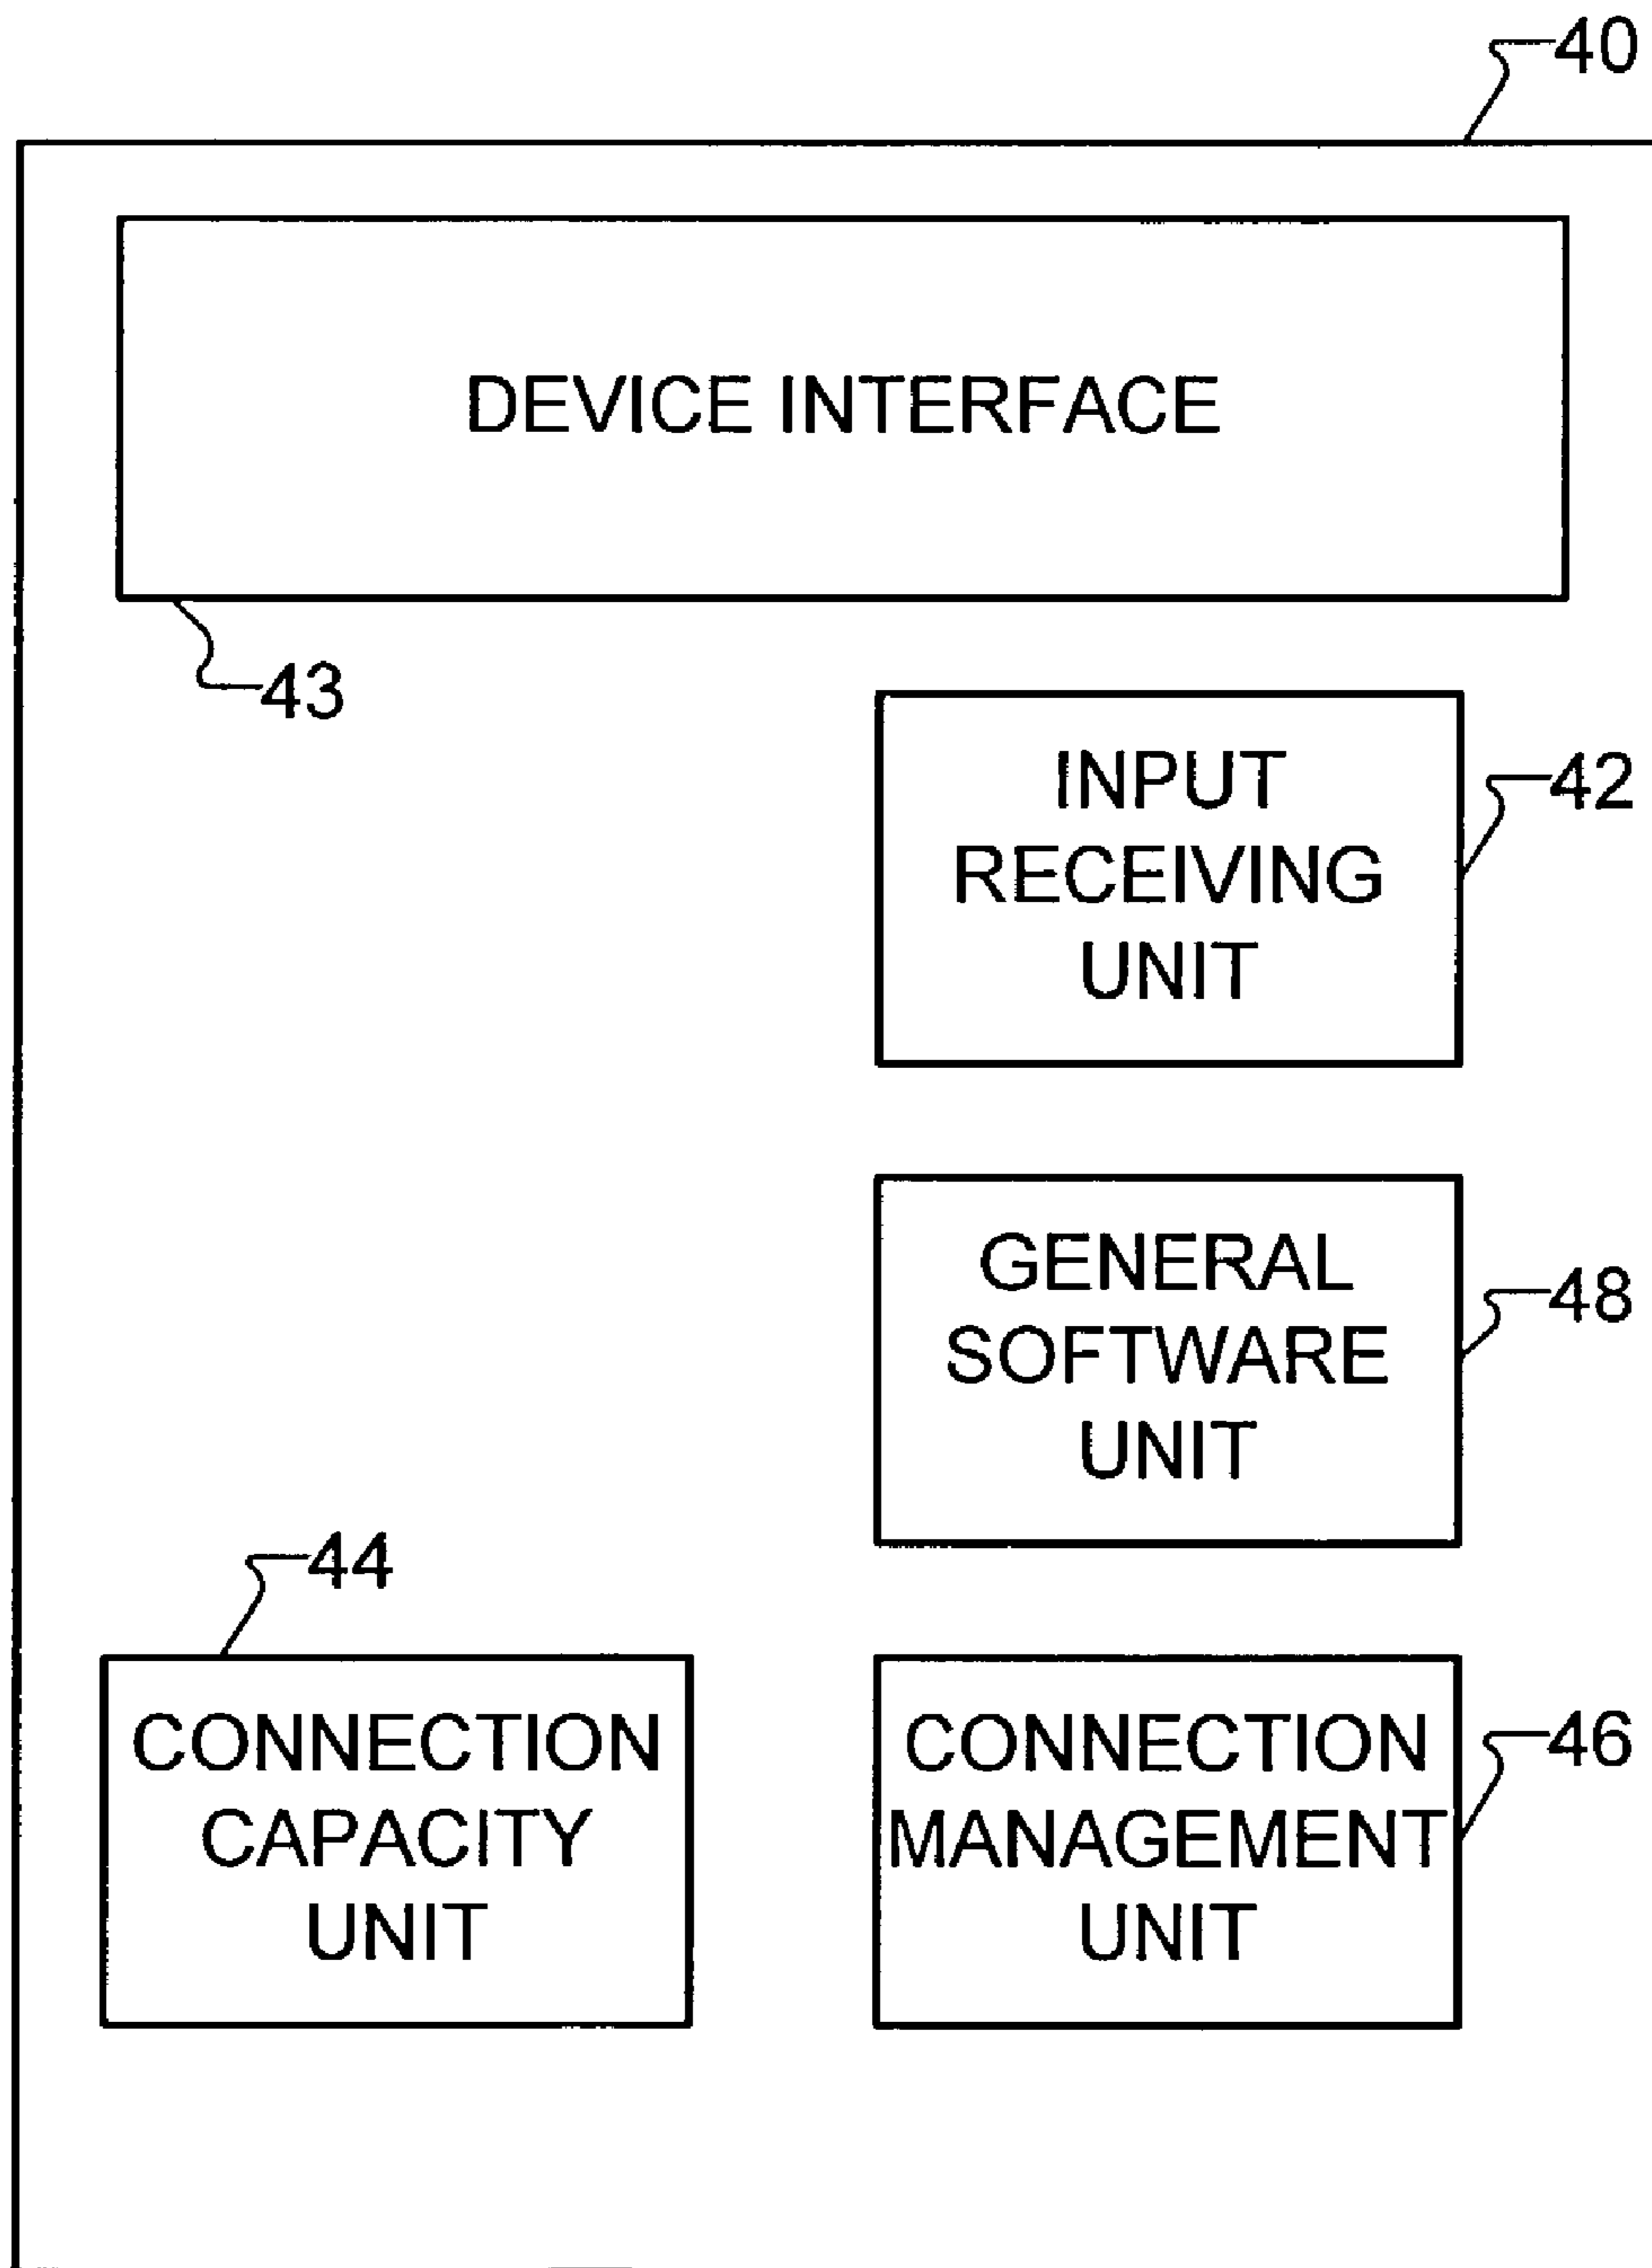 40
DEVICE INTERFACE
43
INPUT
RECEIVING
UNIT
42
GENERAL
SOFTWARE
UNIT
48
44
CONNECTION
CAPACITY
UNIT
CONNECTION
MANAGEMENT
UNIT
46